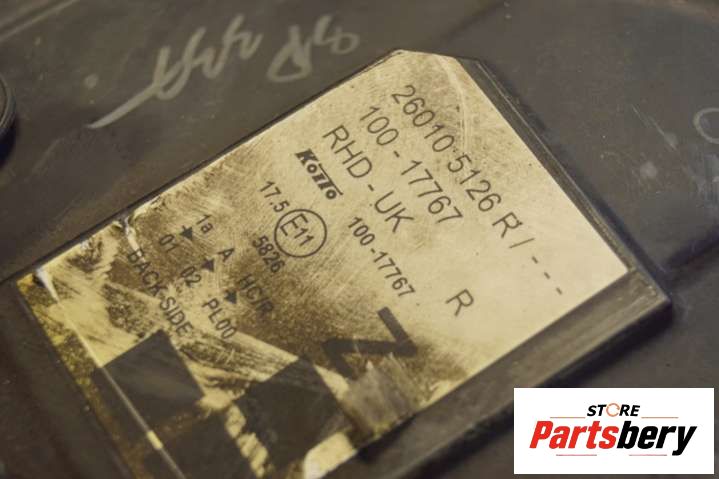 26010 5126 R / - - -
100 - 17767
RHD - UK R
KOITO 100-17767
17.5 E11 5826
1a A HC/R
01 02 PL00
BACK-SIDE
Z
STORE
Partsbery